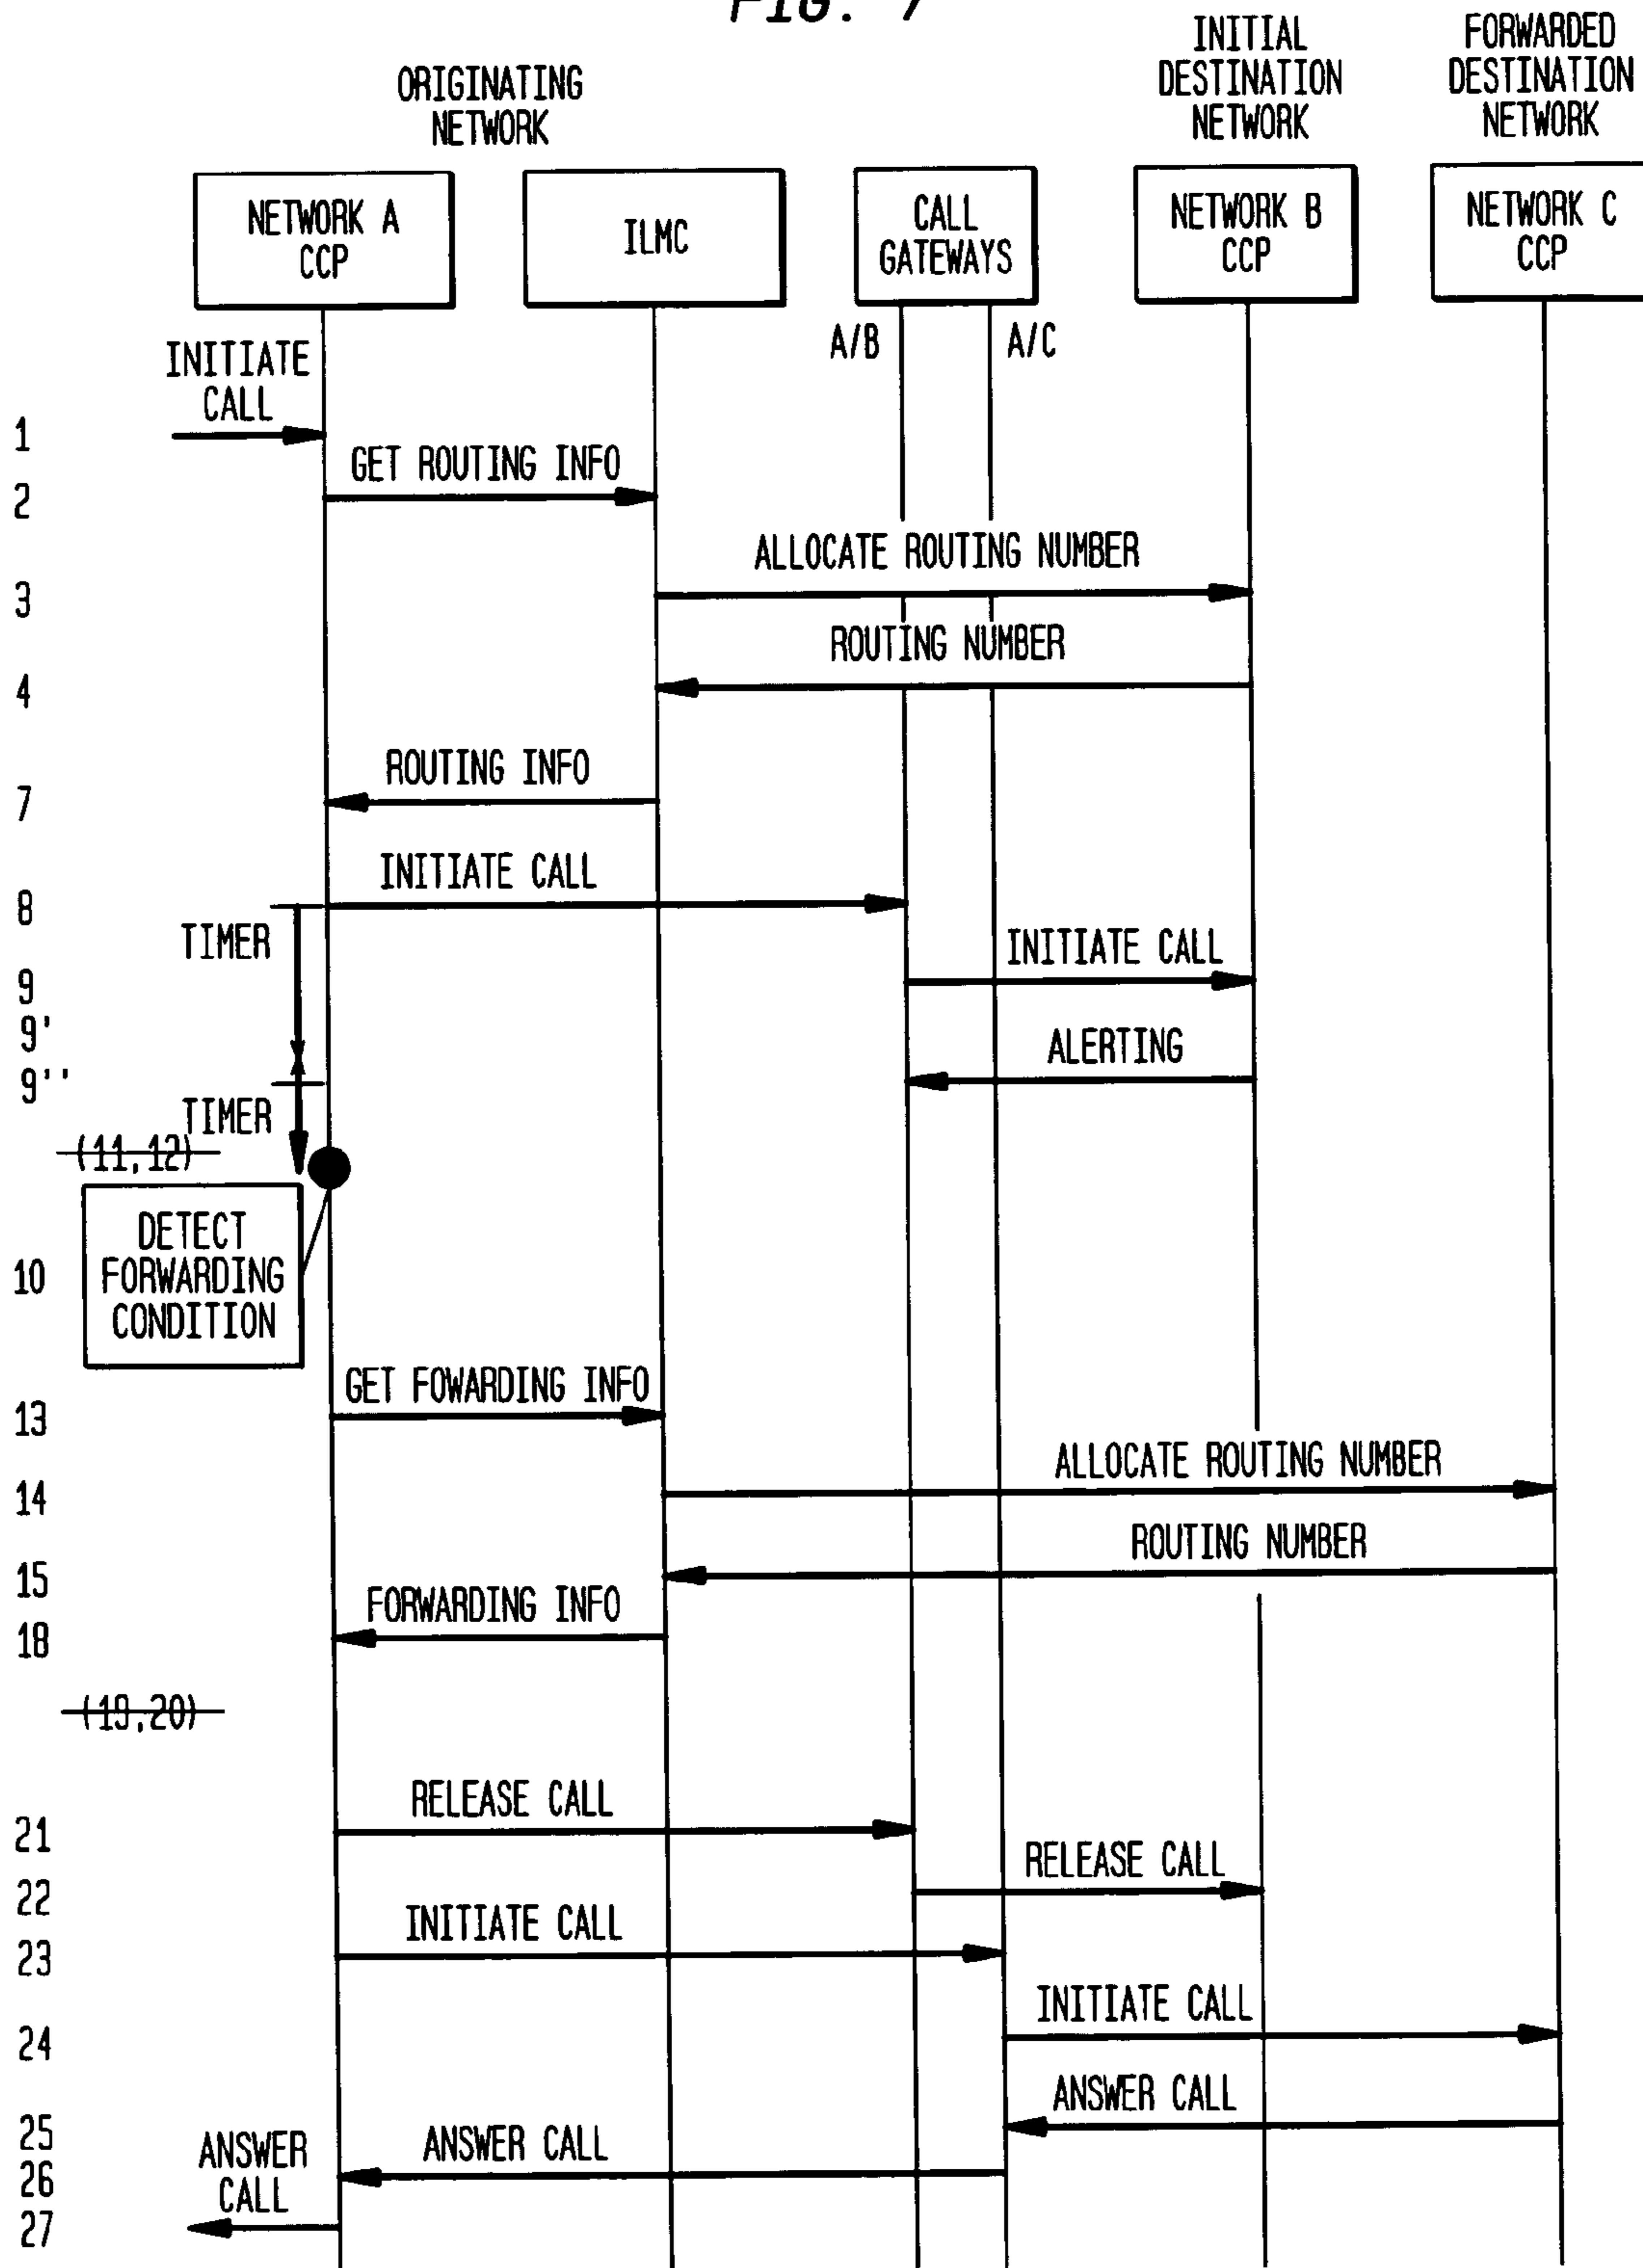 FIG. 7
ORIGINATING
NETWORK
INITIAL
DESTINATION
NETWORK
FORWARDED
DESTINATION
NETWORK
NETWORK A
CCP
ILMC
CALL
GATEWAYS
NETWORK B
CCP
NETWORK C
CCP
A/B
A/C
INITIATE
CALL
1
GET ROUTING INFO
2
ALLOCATE ROUTING NUMBER
3
ROUTING NUMBER
4
ROUTING INFO
7
INITIATE CALL
8
TIMER
INITIATE CALL
9
9'
ALERTING
9''
TIMER
(11,12)
DETECT
FORWARDING
CONDITION
10
GET FOWARDING INFO
13
ALLOCATE ROUTING NUMBER
14
ROUTING NUMBER
15
FORWARDING INFO
18
(19,20)
RELEASE CALL
21
RELEASE CALL
22
INITIATE CALL
23
INITIATE CALL
24
ANSWER CALL
25
ANSWER CALL
26
ANSWER
CALL
27